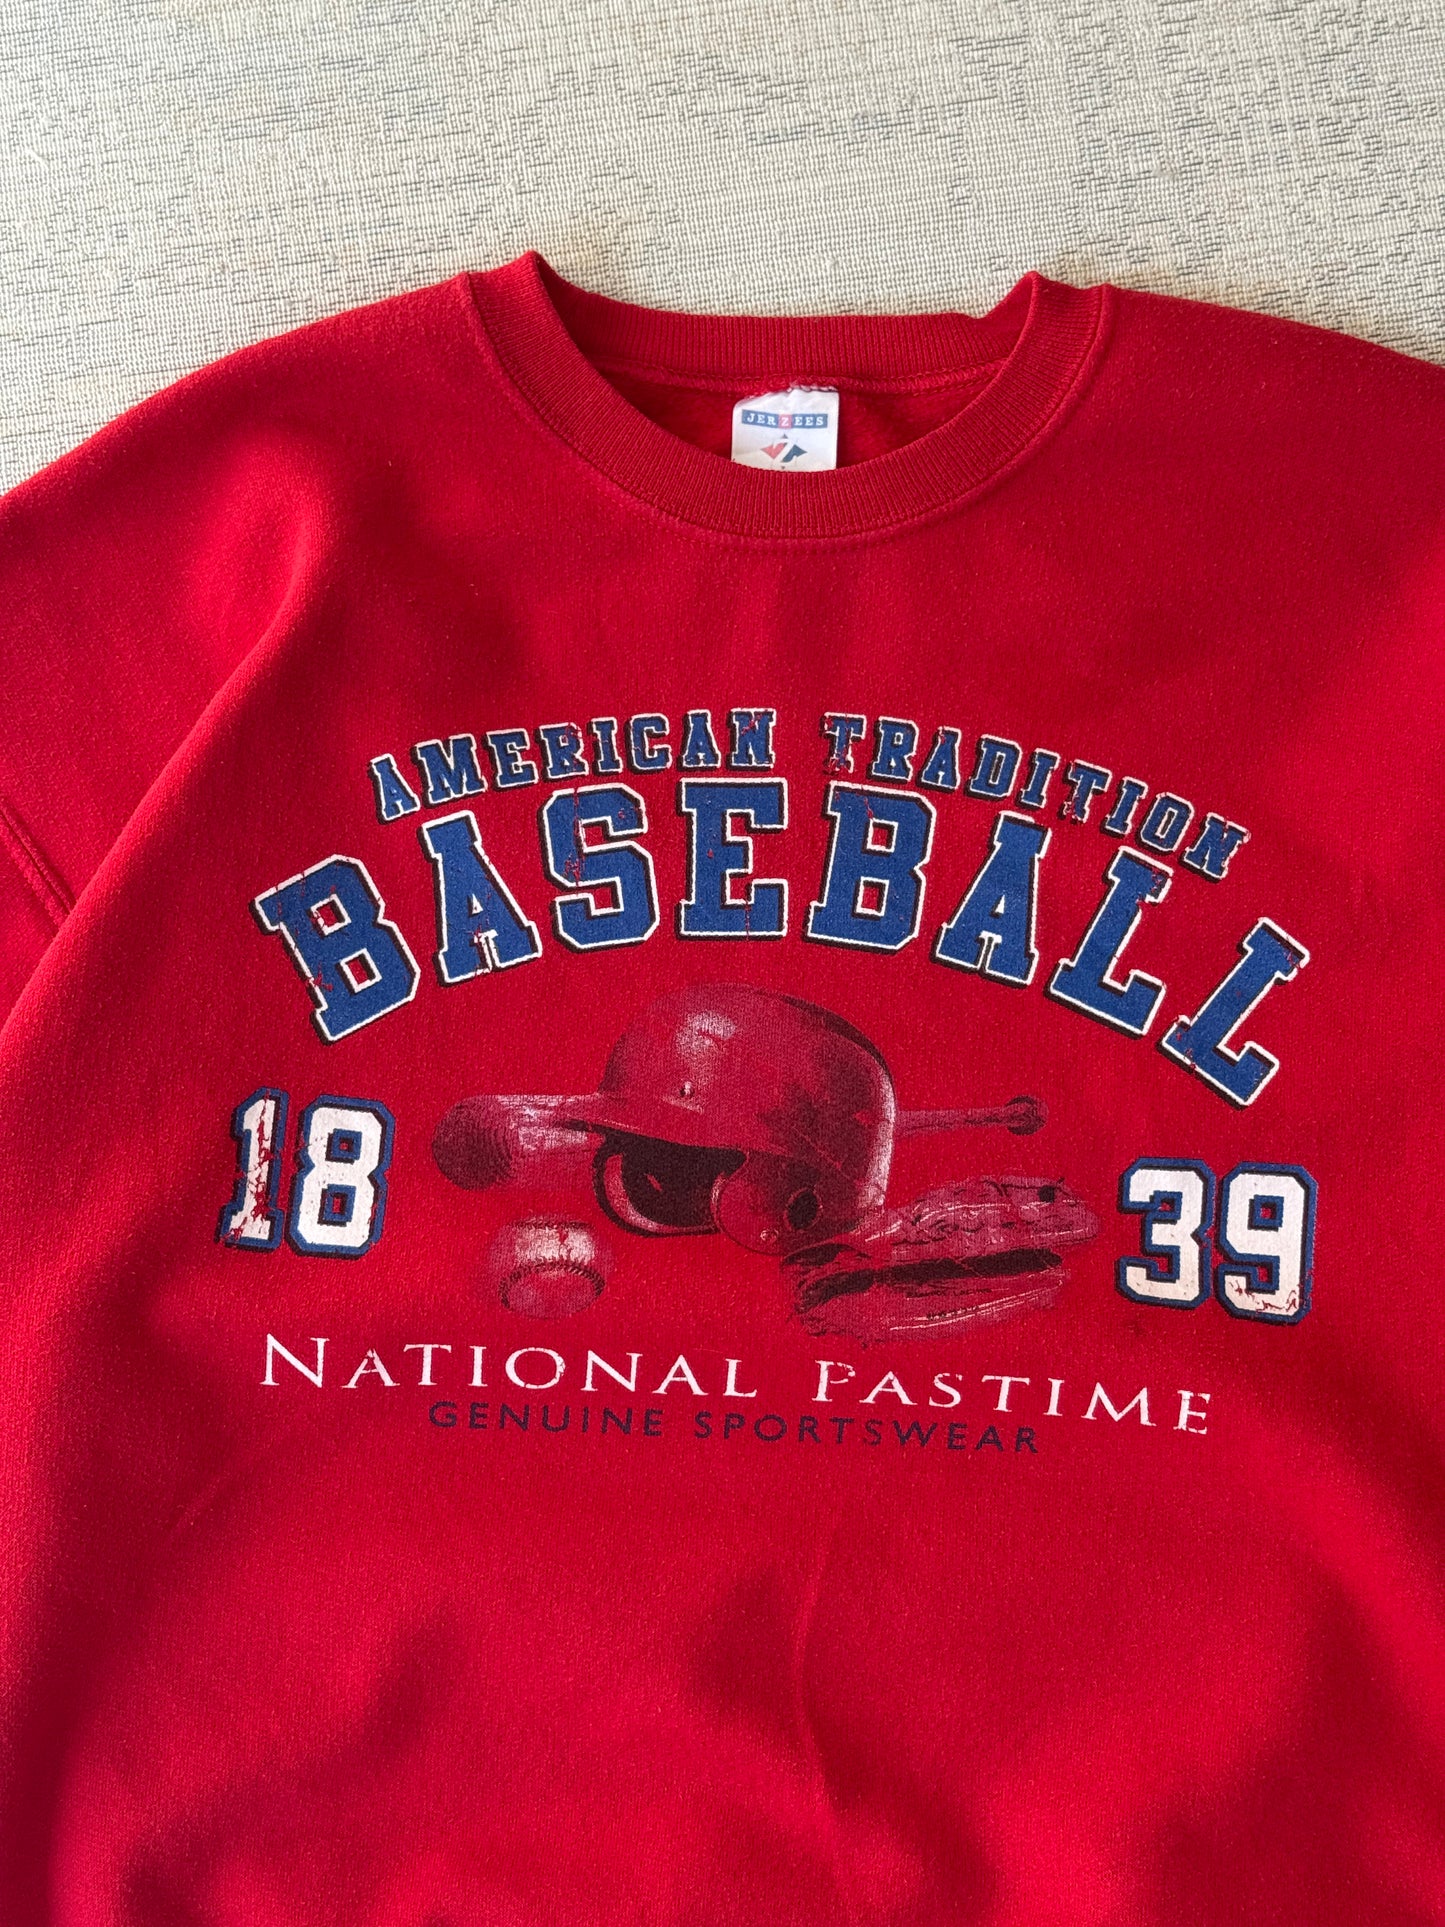 JERZEES
AMERICAN TRADITION
BASEBALL
18 39
NATIONAL PASTIME
GENUINE SPORTSWEAR